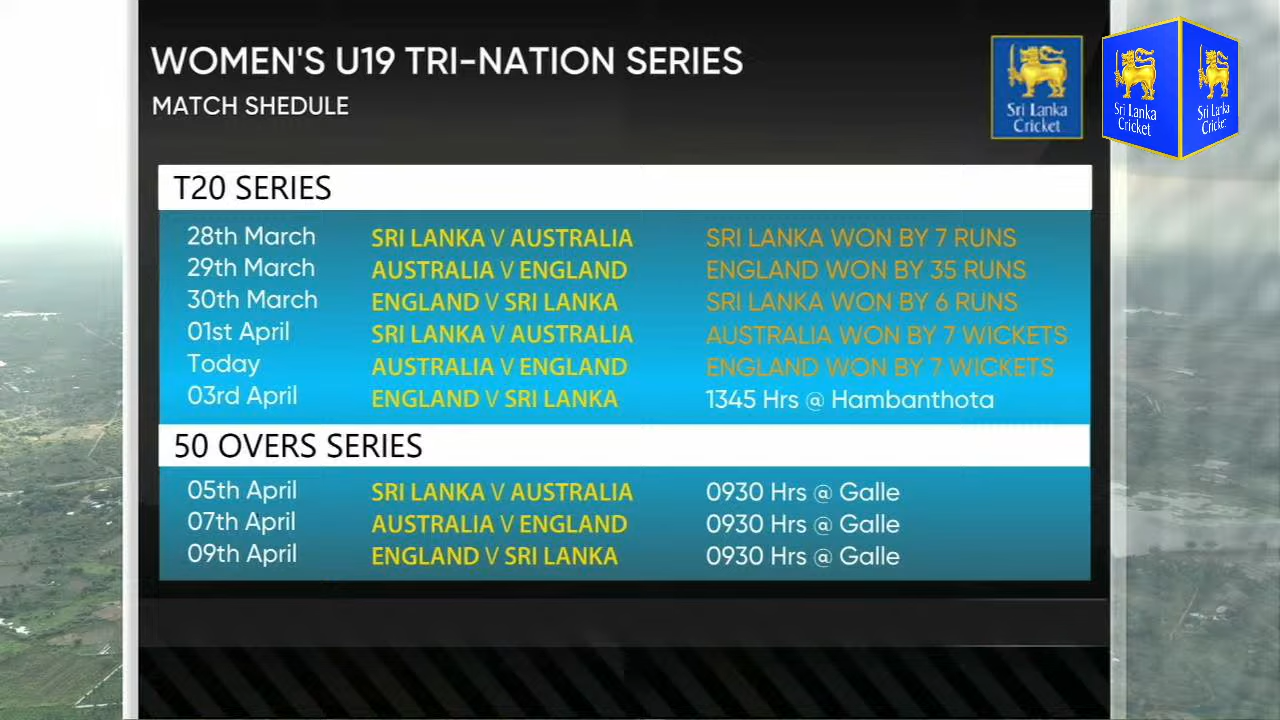 WOMEN'S U19 TRI-NATION SERIES
MATCH SHEDULE
Sri Lanka
Cricket
Sri Lanka
Cricket
Sri Lanka
Cricket
T20 SERIES
28th March SRI LANKA V AUSTRALIA SRI LANKA WON BY 7 RUNS
29th March AUSTRALIA V ENGLAND ENGLAND WON BY 35 RUNS
30th March ENGLAND V SRI LANKA SRI LANKA WON BY 6 RUNS
01st April SRI LANKA V AUSTRALIA AUSTRALIA WON BY 7 WICKETS
Today AUSTRALIA V ENGLAND ENGLAND WON BY 7 WICKETS
03rd April ENGLAND V SRI LANKA 1345 Hrs @ Hambanthota
50 OVERS SERIES
05th April SRI LANKA V AUSTRALIA 0930 Hrs @ Galle
07th April AUSTRALIA V ENGLAND 0930 Hrs @ Galle
09th April ENGLAND V SRI LANKA 0930 Hrs @ Galle